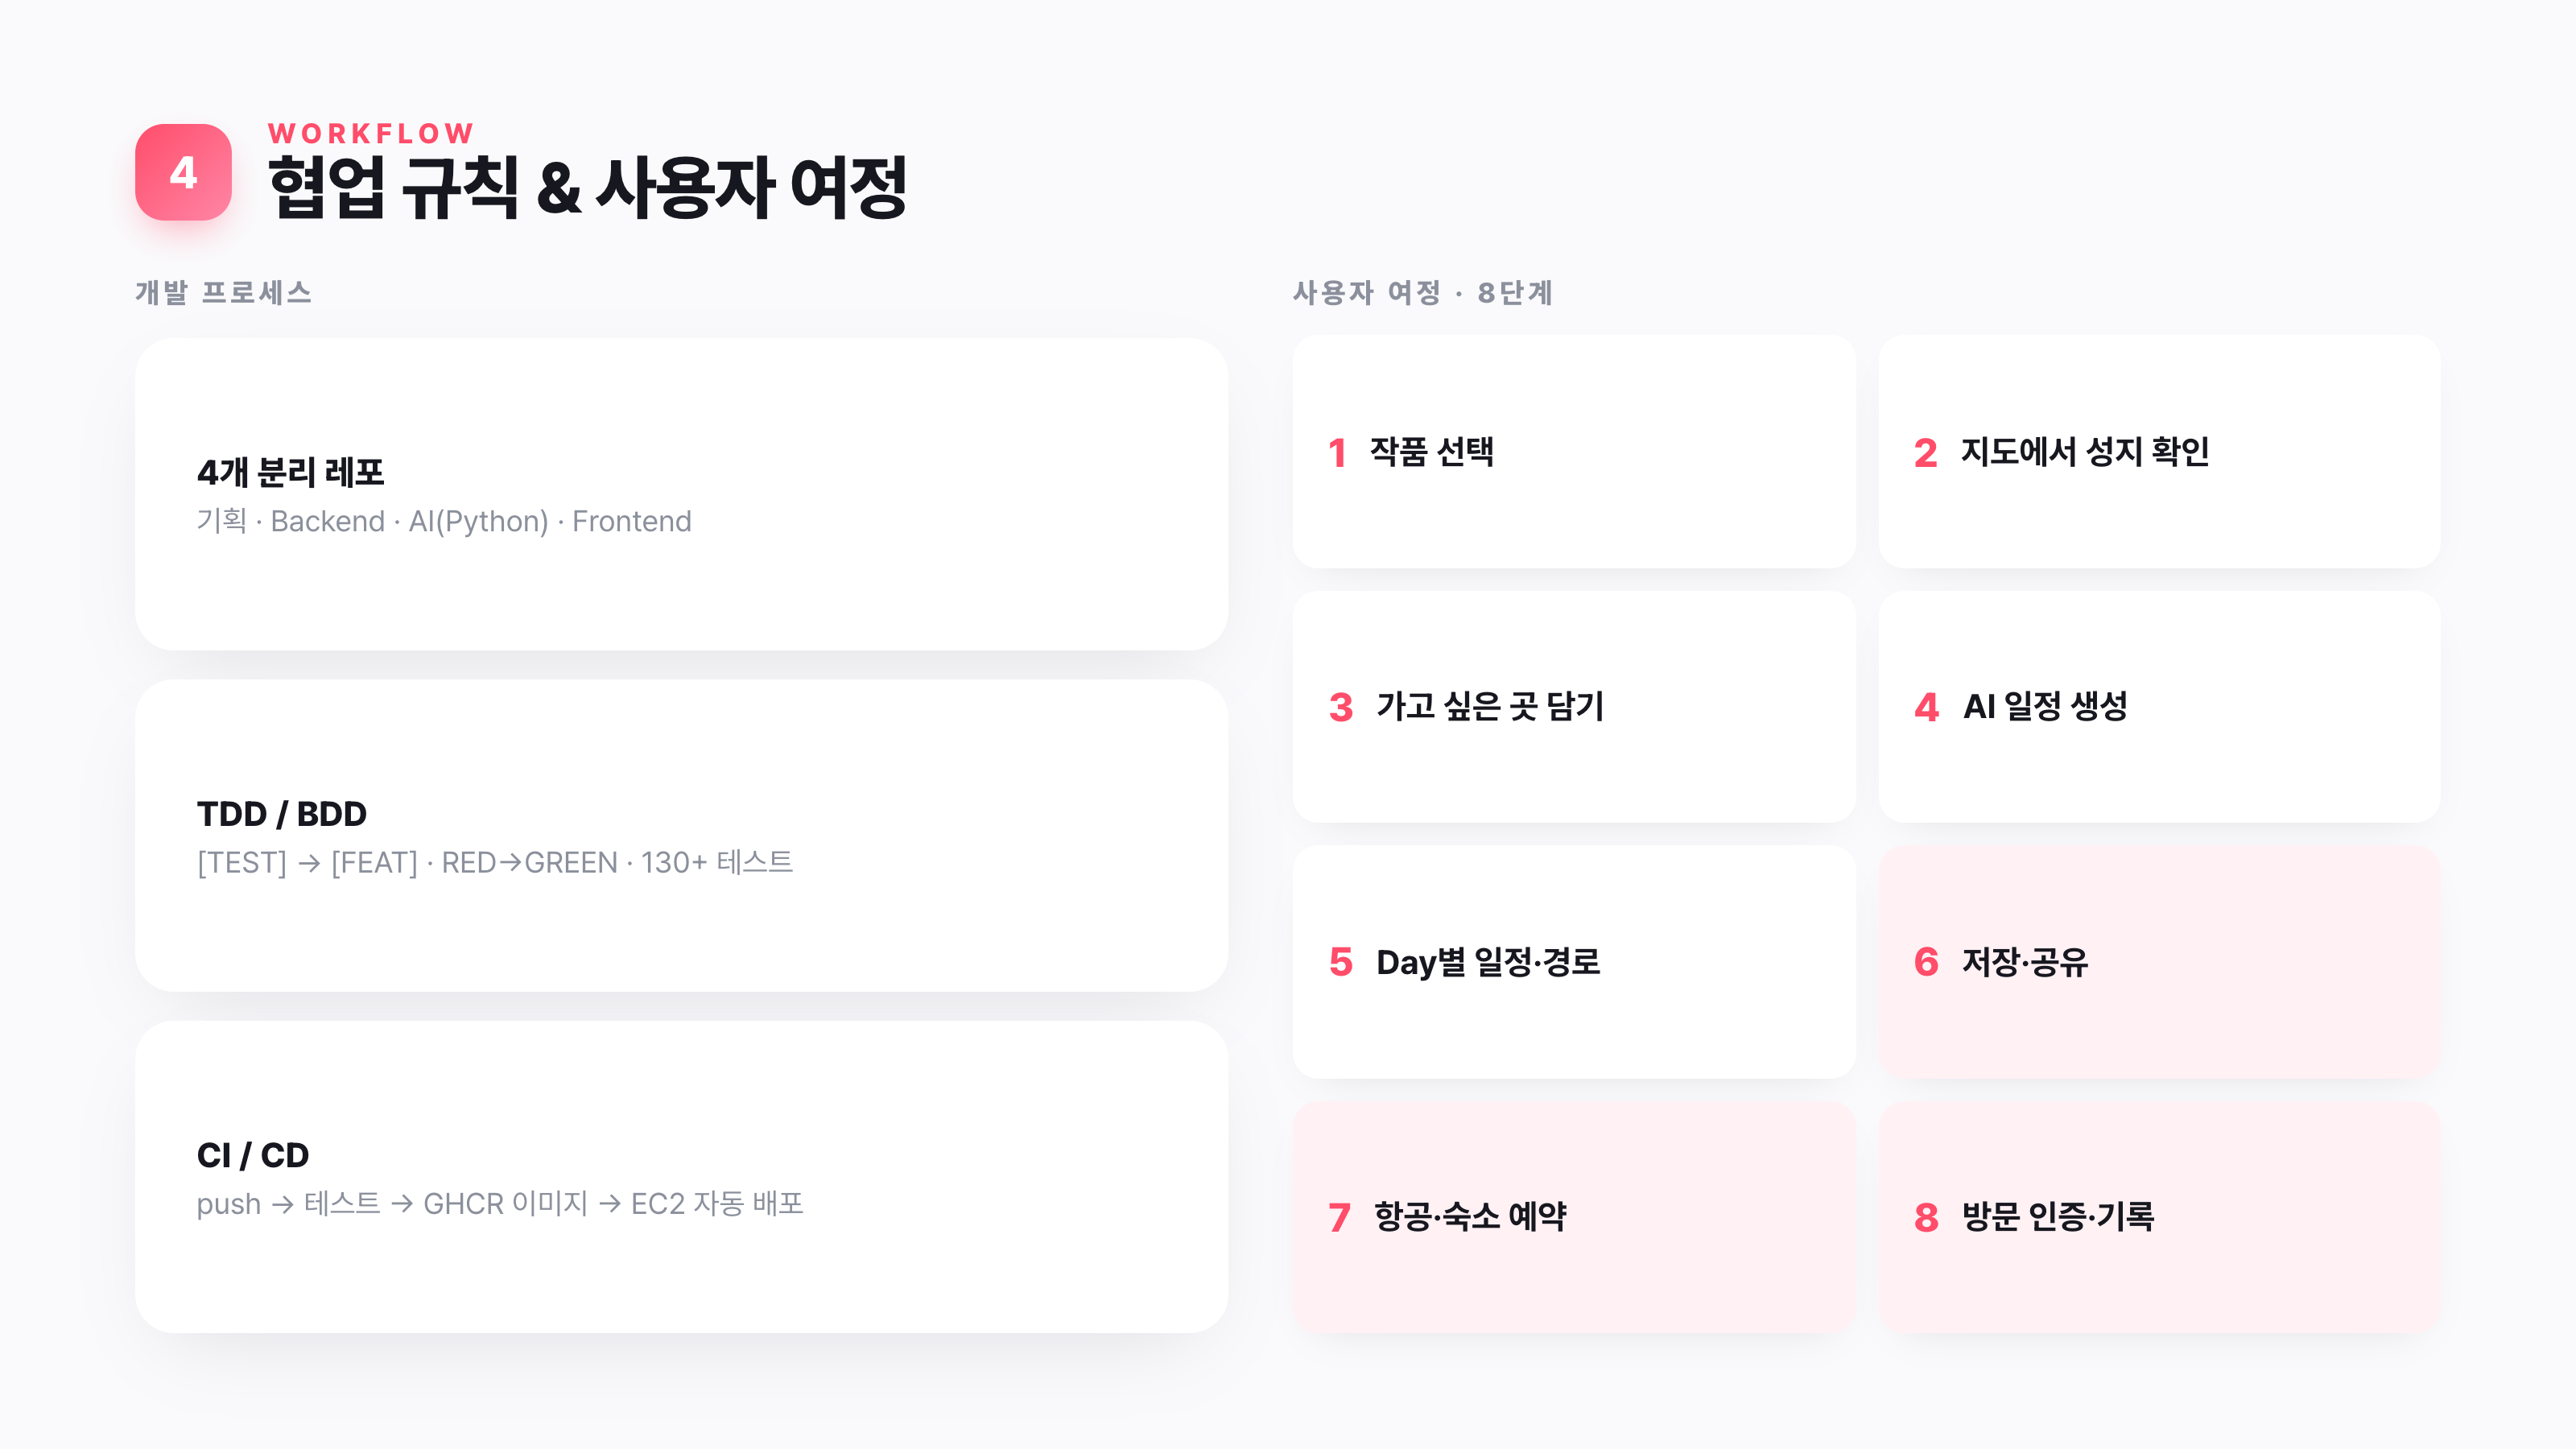 4
WORKFLOW
협업 규칙 & 사용자 여정
개발 프로세스
4개 분리 레포
기획 · Backend · AI(Python) · Frontend
TDD / BDD
[TEST] → [FEAT] · RED→GREEN · 130+ 테스트
CI / CD
push → 테스트 → GHCR 이미지 → EC2 자동 배포
사용자 여정 · 8단계
1 작품 선택
2 지도에서 성지 확인
3 가고 싶은 곳 담기
4 AI 일정 생성
5 Day별 일정·경로
6 저장·공유
7 항공·숙소 예약
8 방문 인증·기록